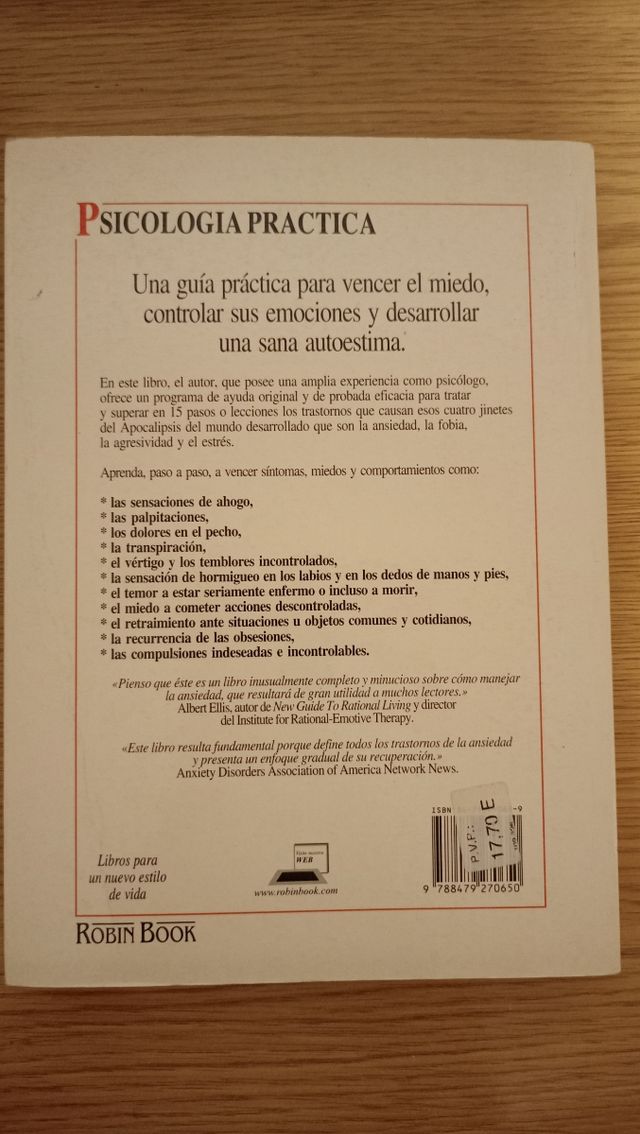 PSICOLOGIA PRACTICA
Una guía práctica para vencer el miedo,
controlar sus emociones y desarrollar
una sana autoestima.
En este libro, el autor, que posee una amplia experiencia como psicólogo,
ofrece un programa de ayuda original y de probada eficacia para tratar
y superar en 15 pasos o lecciones los trastornos que causan esos cuatro jinetes
del Apocalipsis del mundo desarrollado que son la ansiedad, la fobia,
la agresividad y el estrés.
Aprenda, paso a paso, a vencer síntomas, miedos y comportamientos como:
* las sensaciones de ahogo,
* las palpitaciones,
* los dolores en el pecho,
* la transpiración,
* el vértigo y los temblores incontrolados,
* la sensación de hormigueo en los labios y en los dedos de manos y pies,
* el temor a estar seriamente enfermo o incluso a morir,
* el miedo a cometer acciones descontroladas,
* el retraimiento ante situaciones u objetos comunes y cotidianos,
* la recurrencia de las obsesiones,
* las compulsiones indeseadas e incontrolables.
«Pienso que éste es un libro inusualmente completo y minucioso sobre cómo manejar
la ansiedad, que resultará de gran utilidad a muchos lectores.»
Albert Ellis, autor de New Guide To Rational Living y director
del Institute for Rational-Emotive Therapy.
«Este libro resulta fundamental porque define todos los trastornos de la ansiedad
y presenta un enfoque gradual de su recuperación.»
Anxiety Disorders Association of America Network News.
Libros para
un nuevo estilo
de vida
Visite nuestra
WEB
www.robinbook.com
ISBN -9
P.V.P.:
17,70 E
9 788479 270650
ROBIN BOOK